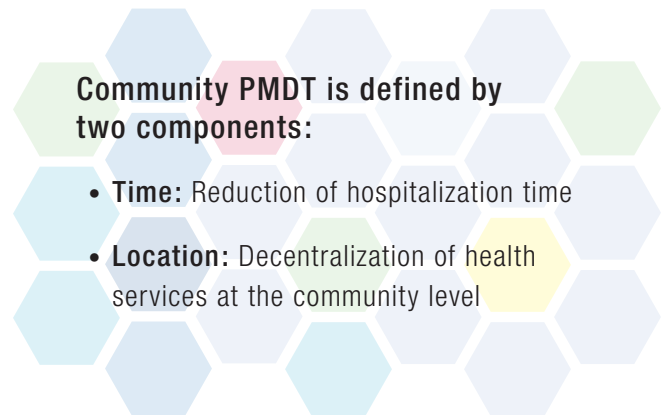 Community PMDT is defined by
two components:
• Time: Reduction of hospitalization time
• Location: Decentralization of health
services at the community level